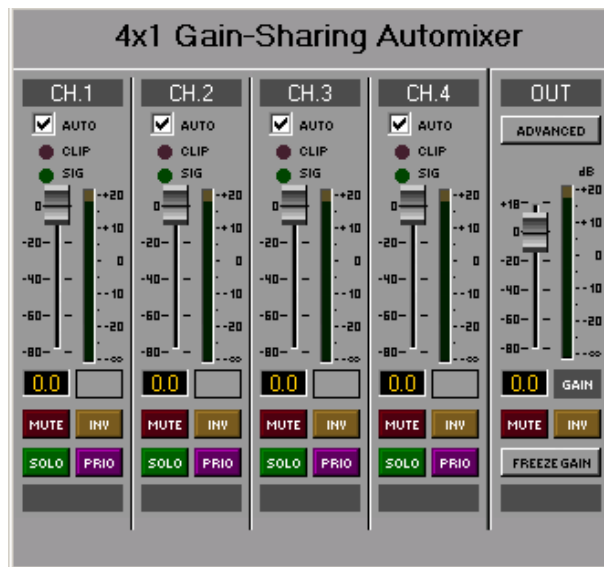 4x1 Gain-Sharing Automixer
CH.1 CH.2 CH.3 CH.4 OUT
AUTO AUTO AUTO AUTO ADVANCED
CLIP CLIP CLIP CLIP
SIG SIG SIG SIG dB
0 +20 0 +20 0 +20 0 +20 +18 +20
+10 +10 +10 +10 0 +10
-20 0 -20 0 -20 0 -20 0 -20 0
-40 -10 -40 -10 -40 -10 -40 -10 -40 -10
-60 -20 -60 -20 -60 -20 -60 -20 -60 -20
-80 -∞ -80 -∞ -80 -∞ -80 -∞ -80 -∞
0.0 0.0 0.0 0.0 0.0 GAIN
MUTE INV MUTE INV MUTE INV MUTE INV MUTE INV
SOLO PRIO SOLO PRIO SOLO PRIO SOLO PRIO FREEZE GAIN